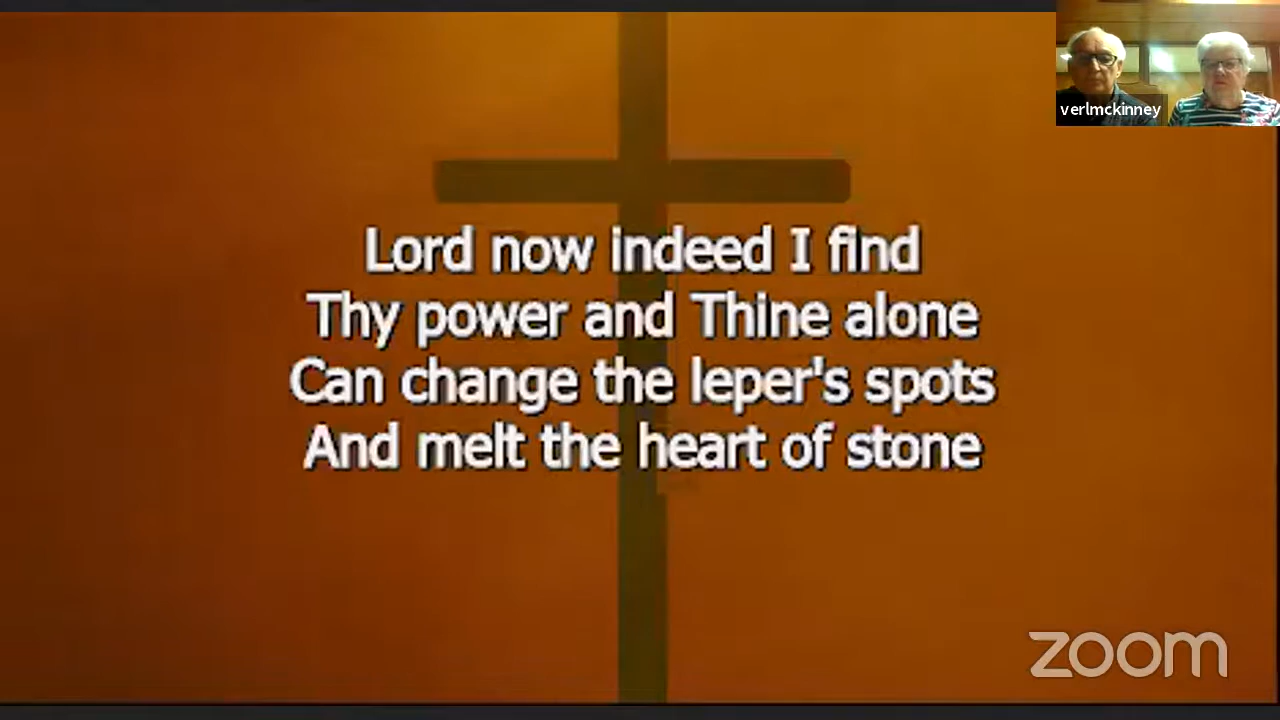 verlmckinney
Lord now indeed I find
Thy power and Thine alone
Can change the leper's spots
And melt the heart of stone
zoom